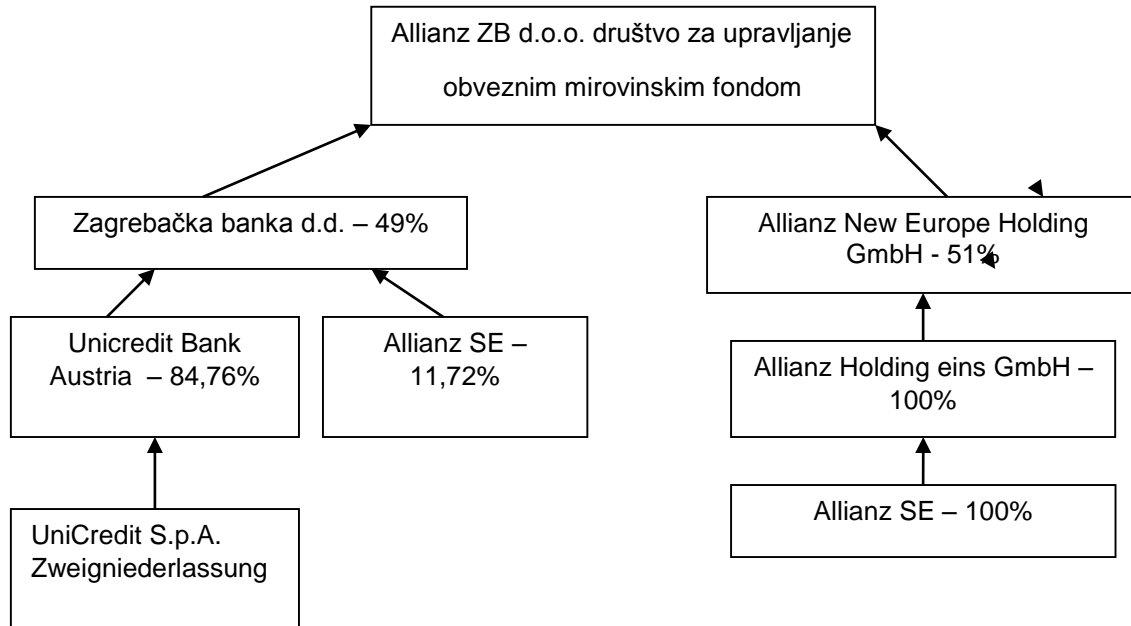 Allianz ZB d.o.o. društvo za upravljanje
obveznim mirovinskim fondom
Zagrebačka banka d.d. – 49%
Allianz New Europe Holding
GmbH - 51%
Unicredit Bank
Austria – 84,76%
Allianz SE –
11,72%
Allianz Holding eins GmbH –
100%
Allianz SE – 100%
UniCredit S.p.A.
Zweigniederlassung